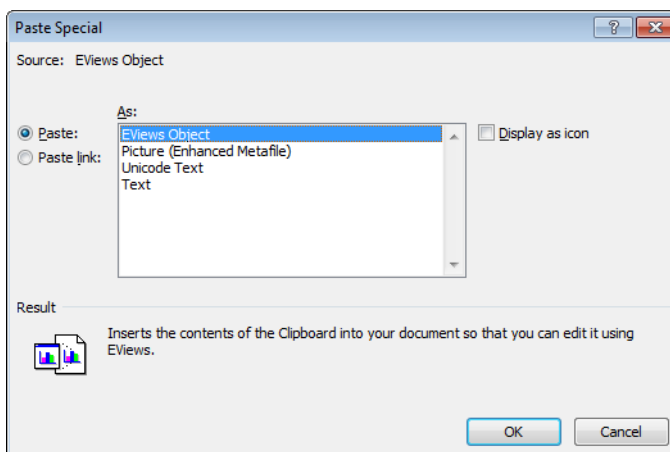 Paste Special
Source: EViews Object
As:
Paste:
Paste link:
EViews Object
Picture (Enhanced Metafile)
Unicode Text
Text
Display as icon
Result
Inserts the contents of the Clipboard into your document so that you can edit it using
EViews.
OK
Cancel